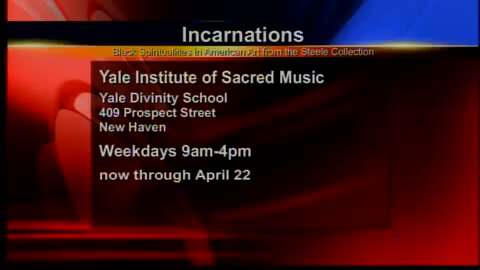 Incarnations
Black Spiritualities in American Art from the Steele Collection
Yale Institute of Sacred Music
Yale Divinity School
409 Prospect Street
New Haven
Weekdays 9am-4pm
now through April 22